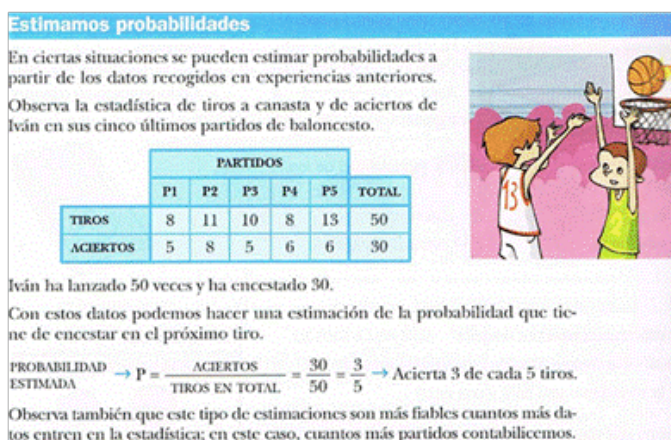 Estimamos probabilidades
En ciertas situaciones se pueden estimar probabilidades a
partir de los datos recogidos en experiencias anteriores.
Observa la estadística de tiros a canasta y de aciertos de
Iván en sus cinco últimos partidos de baloncesto.
PARTIDOS
P1 P2 P3 P4 P5 TOTAL
TIROS 8 11 10 8 13 50
ACIERTOS 5 8 5 6 6 30
13
Iván ha lanzado 50 veces y ha encestado 30.
Con estos datos podemos hacer una estimación de la probabilidad que tie-
ne de encestar en el próximo tiro.
PROBABILIDAD ESTIMADA → P = ACIERTOS / TIROS EN TOTAL = 30/50 = 3/5 → Acierta 3 de cada 5 tiros.
Observa también que este tipo de estimaciones son más fiables cuantos más da-
tos entren en la estadística; en este caso, cuantos más partidos contabilicemos.